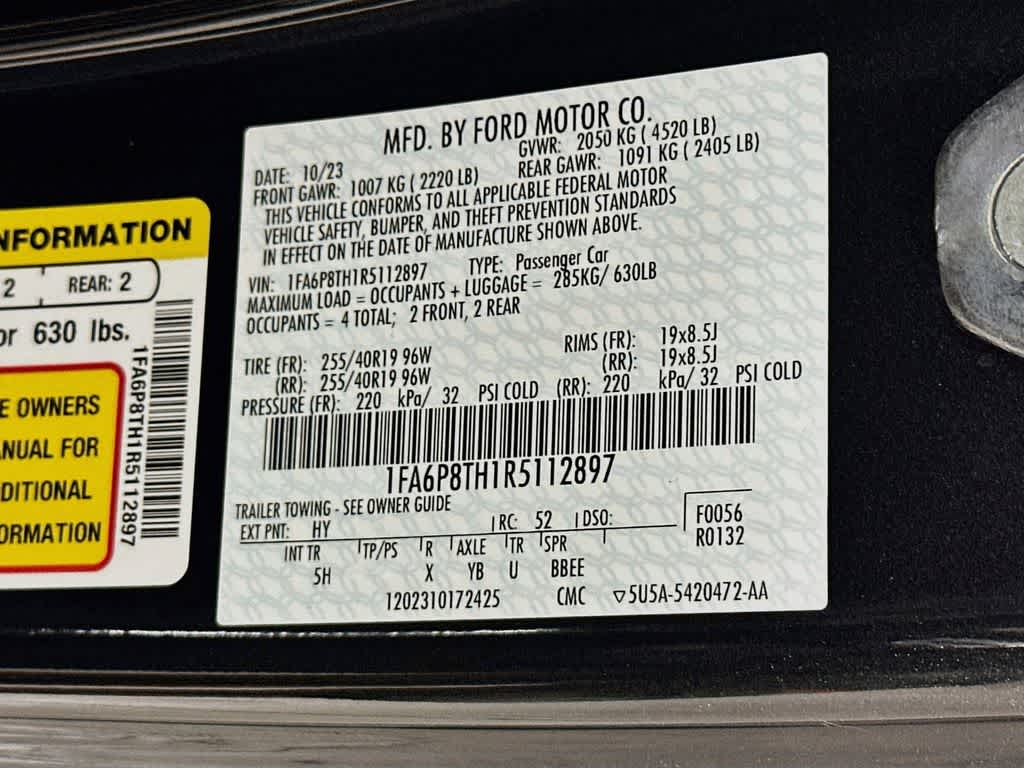 MFD. BY FORD MOTOR CO.
DATE: 10/23 GVWR: 2050 KG ( 4520 LB)
FRONT GAWR: 1007 KG ( 2220 LB) REAR GAWR: 1091 KG ( 2405 LB)
THIS VEHICLE CONFORMS TO ALL APPLICABLE FEDERAL MOTOR
VEHICLE SAFETY, BUMPER, AND THEFT PREVENTION STANDARDS
IN EFFECT ON THE DATE OF MANUFACTURE SHOWN ABOVE.
VIN: 1FA6P8TH1R5112897 TYPE: Passenger Car
MAXIMUM LOAD = OCCUPANTS + LUGGAGE = 285KG/ 630LB
OCCUPANTS = 4 TOTAL; 2 FRONT, 2 REAR
TIRE (FR): 255/40R19 96W RIMS (FR): 19x8.5J
(RR): 255/40R19 96W (RR): 19x8.5J
PRESSURE (FR): 220 kPa/ 32 PSI COLD (RR): 220 kPa/ 32 PSI COLD
1FA6P8TH1R5112897
TRAILER TOWING - SEE OWNER GUIDE
EXT PNT: HY RC: 52 DSO: F0056
R0132
INT TR TP/PS R AXLE TR SPR
5H X YB U BBEE
1202310172425 CMC ▽5U5A-5420472-AA
NFORMATION
2 REAR: 2
or 630 lbs.
E OWNERS
NUAL FOR
DITIONAL
ORMATION
1FA6P8TH1R5112897